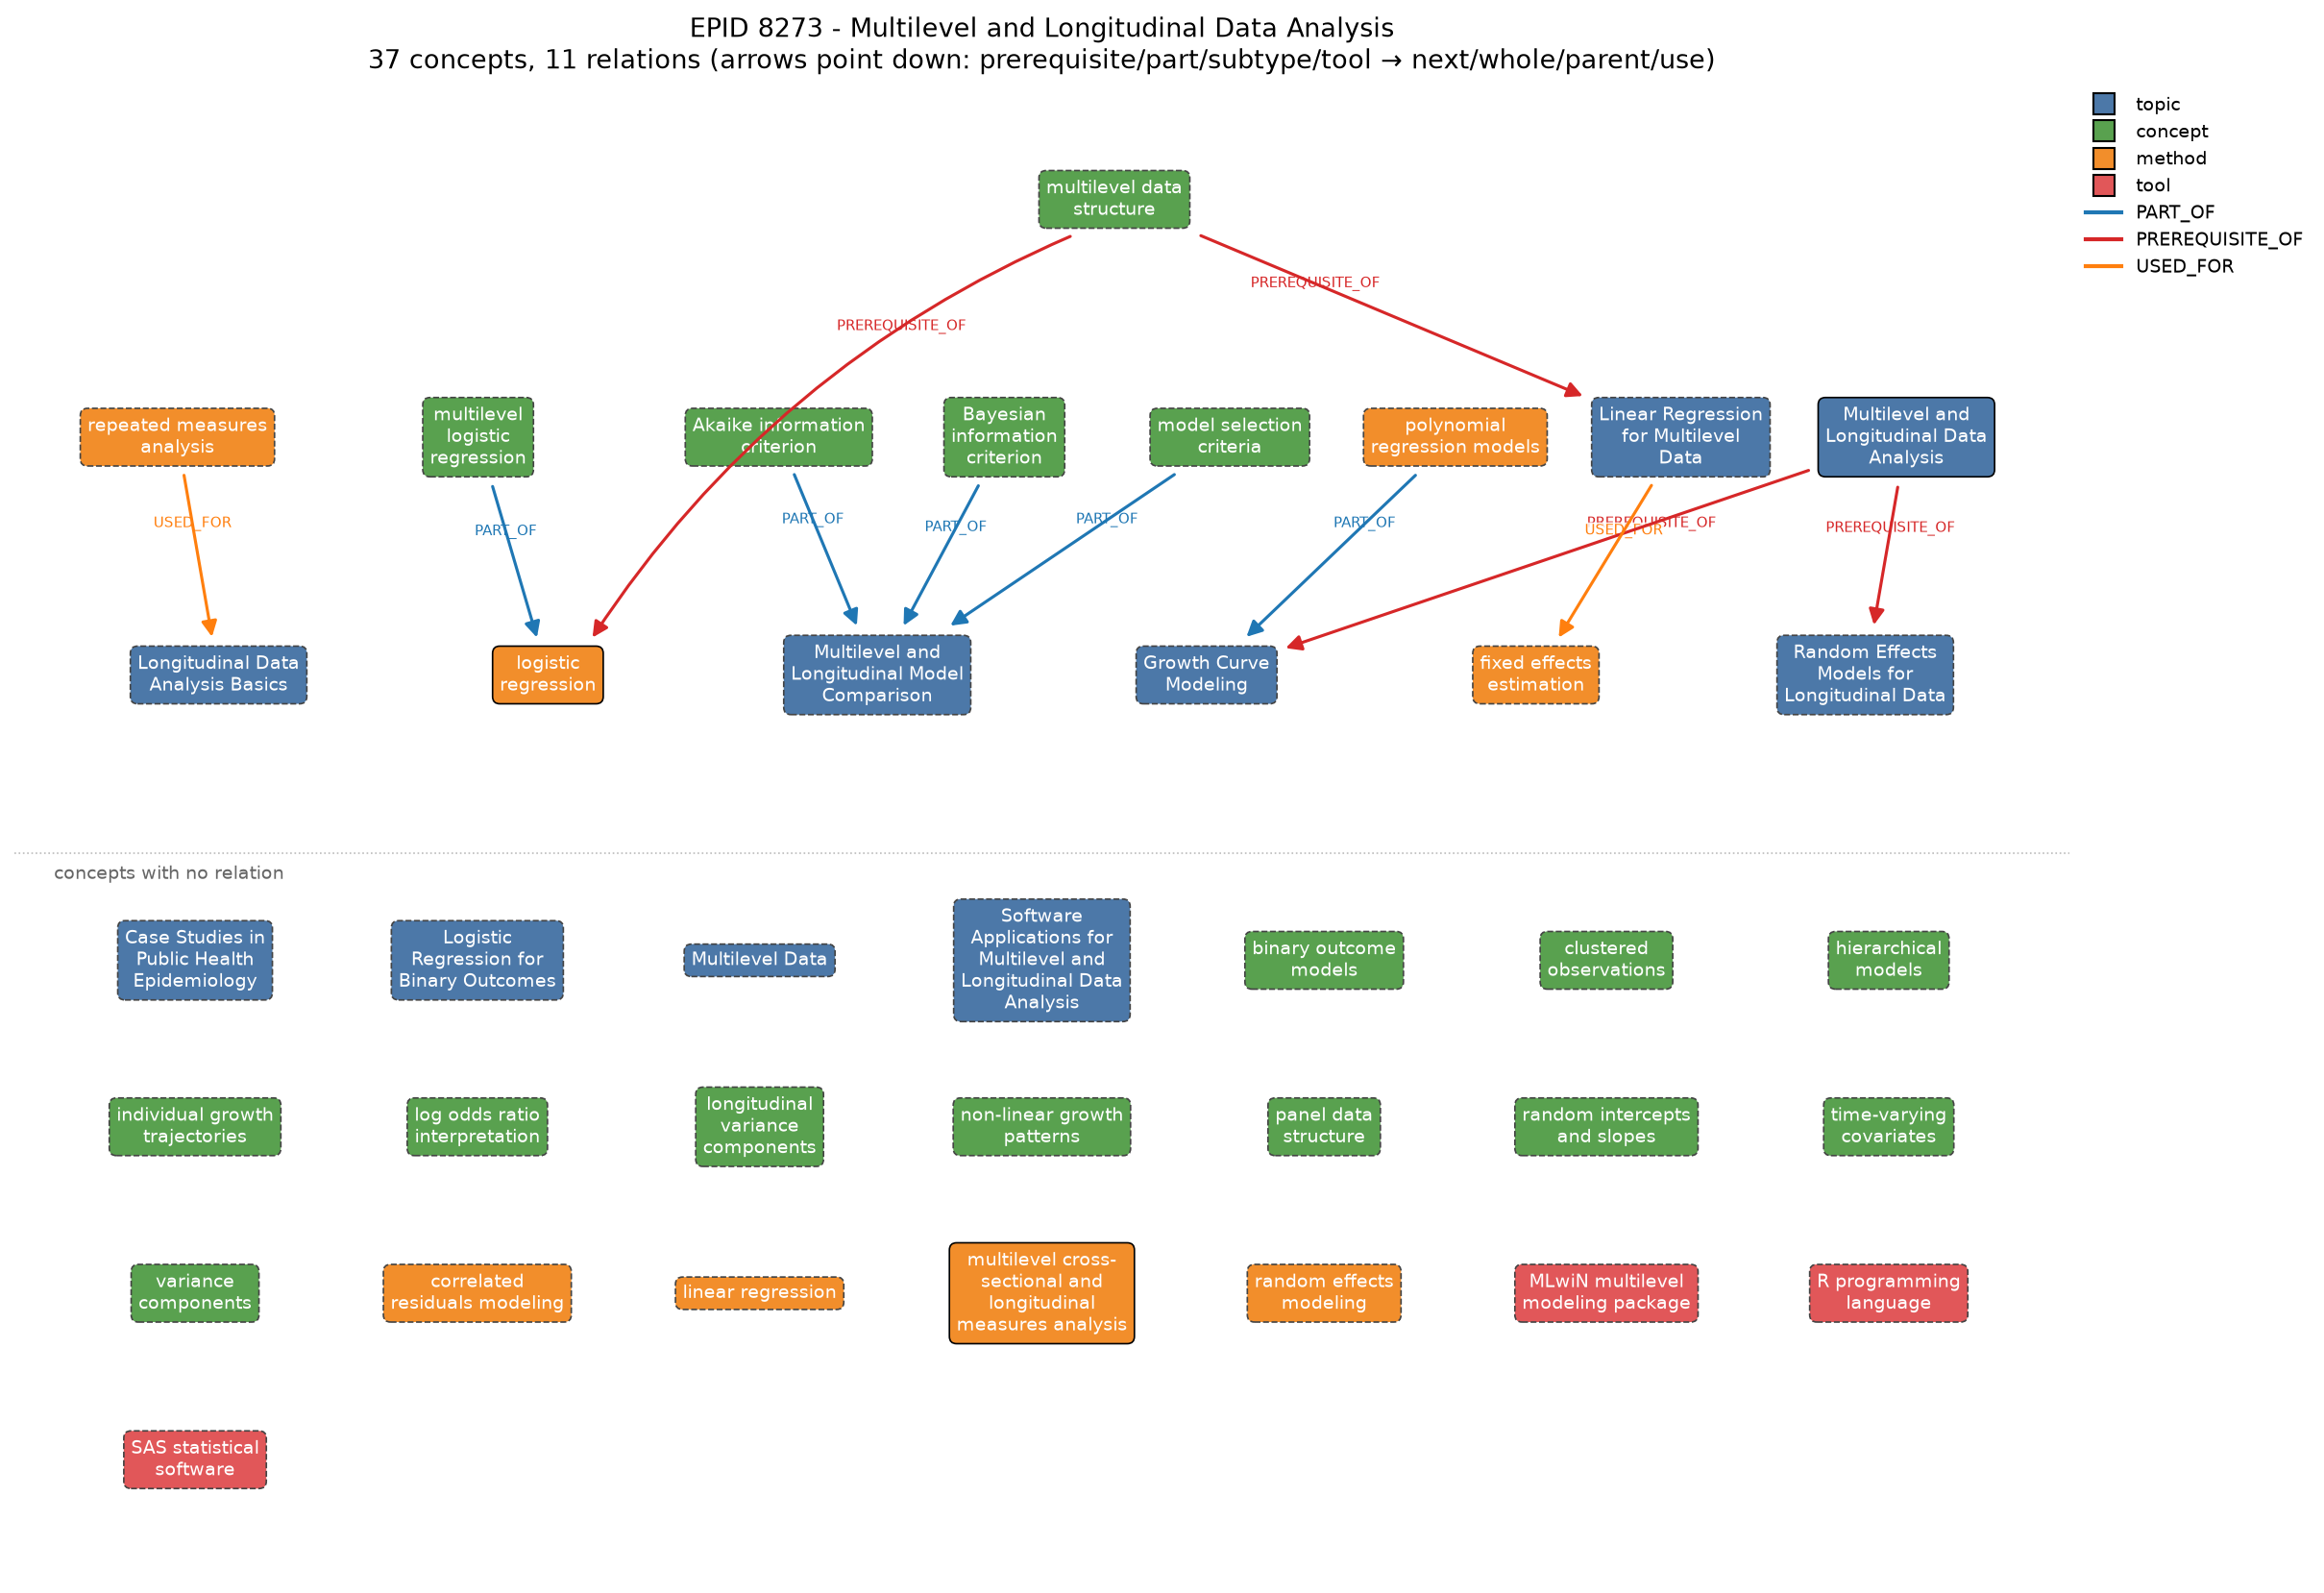 EPID 8273 - Multilevel and Longitudinal Data Analysis
37 concepts, 11 relations (arrows point down: prerequisite/part/subtype/tool → next/whole/parent/use)
topic
concept
method
tool
PART_OF
PREREQUISITE_OF
USED_FOR
multilevel data
structure
PREREQUISITE_OF
PREREQUISITE_OF
repeated measures
analysis
multilevel
logistic
regression
Akaike information
criterion
Bayesian
information
criterion
model selection
criteria
polynomial
regression models
Linear Regression
for Multilevel
Data
Multilevel and
Longitudinal Data
Analysis
USED_FOR
PART_OF
PART_OF
PART_OF
PART_OF
PART_OF
PREREQUISITE_OF
USED_FOR
PREREQUISITE_OF
Longitudinal Data
Analysis Basics
logistic
regression
Multilevel and
Longitudinal Model
Comparison
Growth Curve
Modeling
fixed effects
estimation
Random Effects
Models for
Longitudinal Data
concepts with no relation
Case Studies in
Public Health
Epidemiology
Logistic
Regression for
Binary Outcomes
Multilevel Data
Software
Applications for
Multilevel and
Longitudinal Data
Analysis
binary outcome
models
clustered
observations
hierarchical
models
individual growth
trajectories
log odds ratio
interpretation
longitudinal
variance
components
non-linear growth
patterns
panel data
structure
random intercepts
and slopes
time-varying
covariates
variance
components
correlated
residuals modeling
linear regression
multilevel cross-
sectional and
longitudinal
measures analysis
random effects
modeling
MLwiN multilevel
modeling package
R programming
language
SAS statistical
software